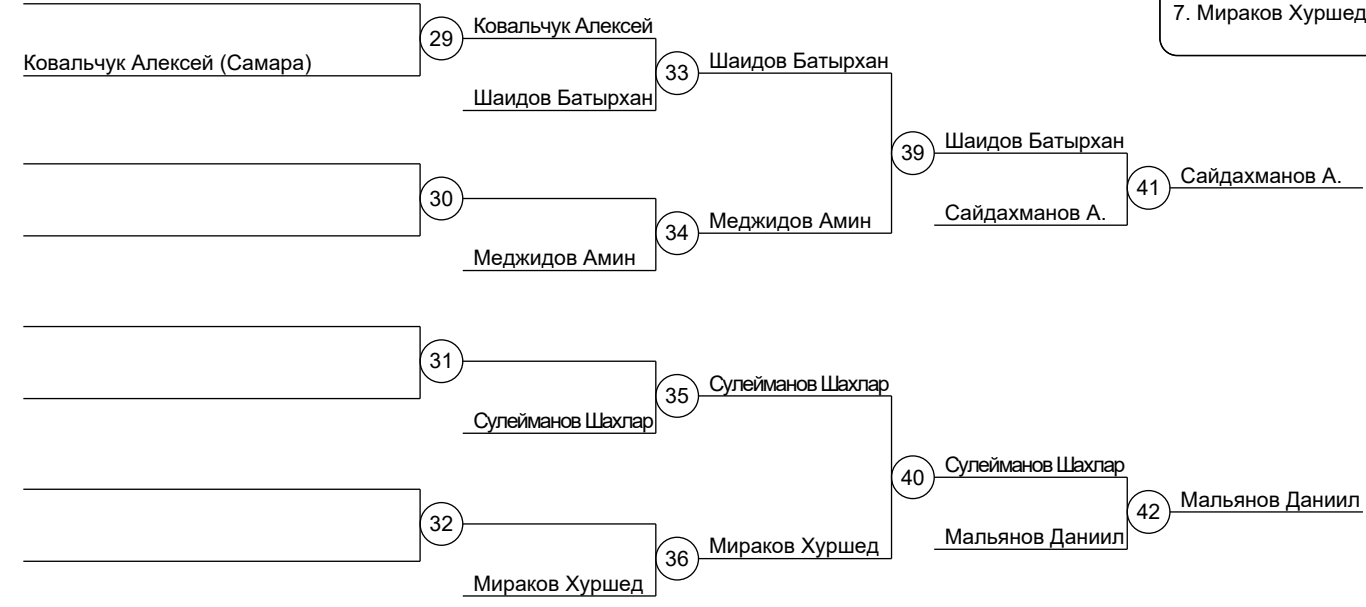 7. Мираков Хуршед
29
Ковальчук Алексей
Ковальчук Алексей (Самара)
33
Шаидов Батырхан
Шаидов Батырхан
39
Шаидов Батырхан
41
Сайдахманов А.
30
Сайдахманов А.
34
Меджидов Амин
Меджидов Амин
31
35
Сулейманов Шахлар
Сулейманов Шахлар
40
Сулейманов Шахлар
42
Мальянов Даниил
32
Мальянов Даниил
36
Мираков Хуршед
Мираков Хуршед